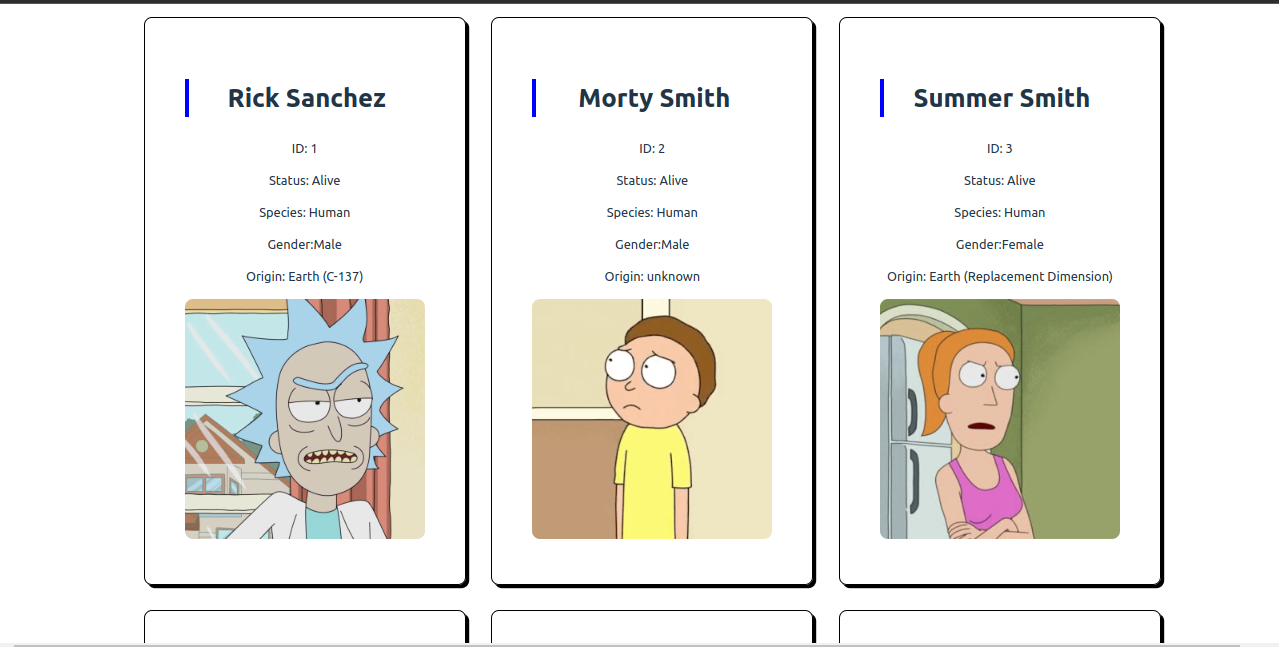 Rick Sanchez
ID: 1
Status: Alive
Species: Human
Gender:Male
Origin: Earth (C-137)
Morty Smith
ID: 2
Status: Alive
Species: Human
Gender:Male
Origin: unknown
Summer Smith
ID: 3
Status: Alive
Species: Human
Gender:Female
Origin: Earth (Replacement Dimension)